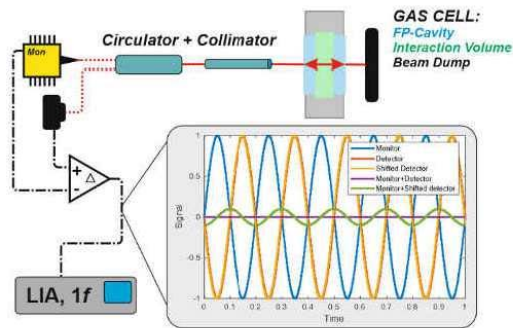 Mon
Circulator + Collimator
GAS CELL:
FP-Cavity
Interaction Volume
Beam Dump
+
Δ
-
LIA, 1f
Monitor
Detector
Shifted Detector
Monitor+Detector
Monitor+Shifted detector
Signal
1
0.5
0
-0.5
-1
0 0.1 0.2 0.3 0.4 0.5 0.6 0.7 0.8 0.9 1
Time